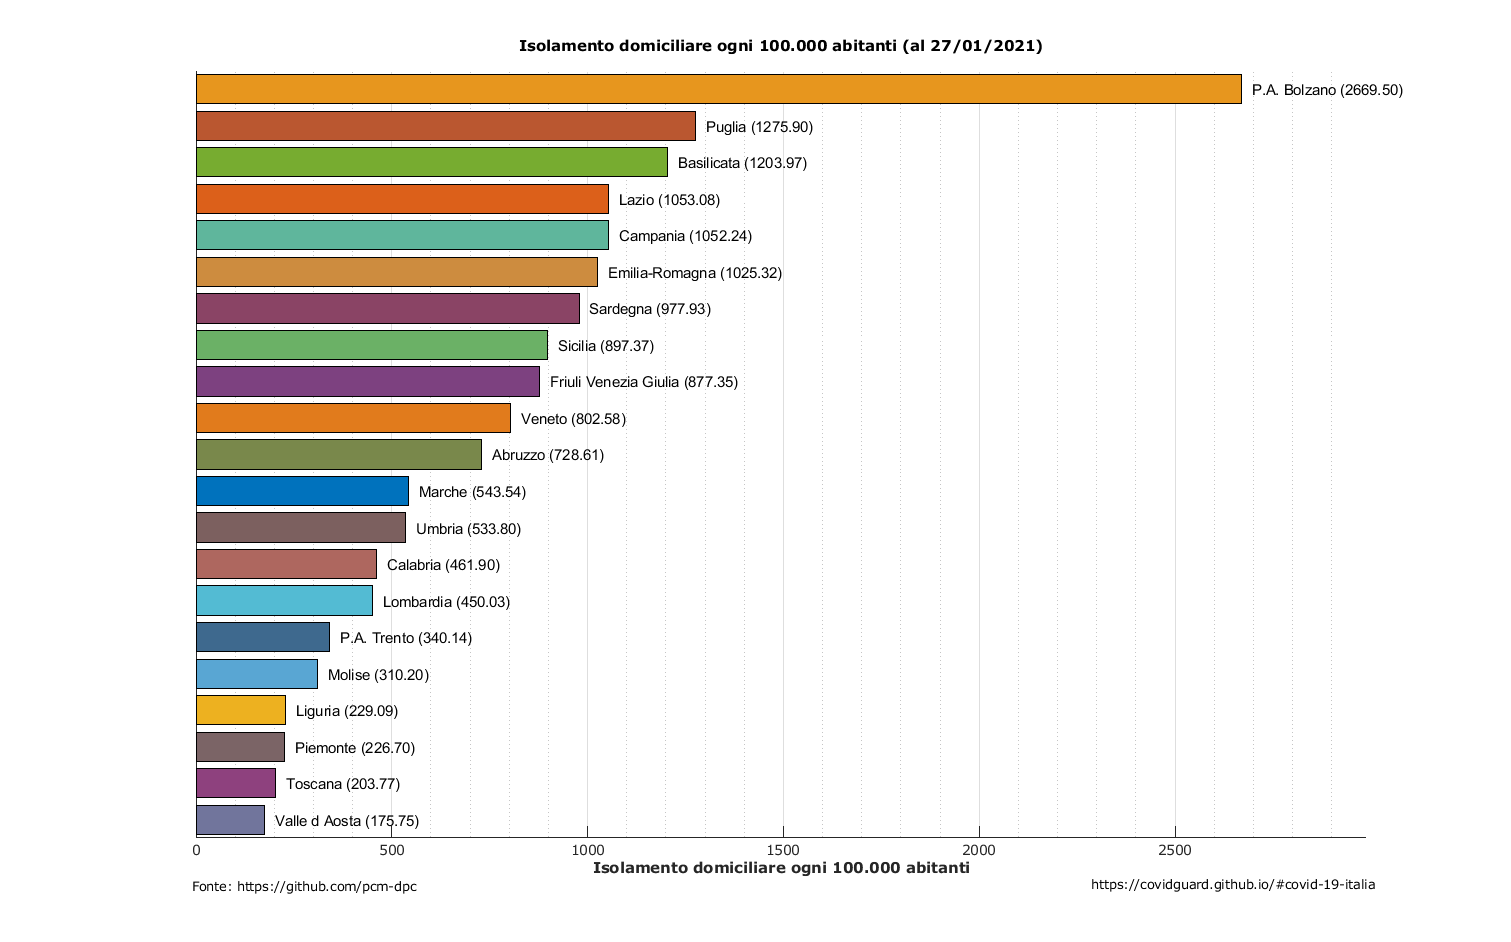 Isolamento domiciliare ogni 100.000 abitanti (al 27/01/2021)
P.A. Bolzano (2669.50)
Puglia (1275.90)
Basilicata (1203.97)
Lazio (1053.08)
Campania (1052.24)
Emilia-Romagna (1025.32)
Sardegna (977.93)
Sicilia (897.37)
Friuli Venezia Giulia (877.35)
Veneto (802.58)
Abruzzo (728.61)
Marche (543.54)
Umbria (533.80)
Calabria (461.90)
Lombardia (450.03)
P.A. Trento (340.14)
Molise (310.20)
Liguria (229.09)
Piemonte (226.70)
Toscana (203.77)
Valle d Aosta (175.75)
0 500 1000 1500 2000 2500
Isolamento domiciliare ogni 100.000 abitanti
Fonte: https://github.com/pcm-dpc
https://covidguard.github.io/#covid-19-italia